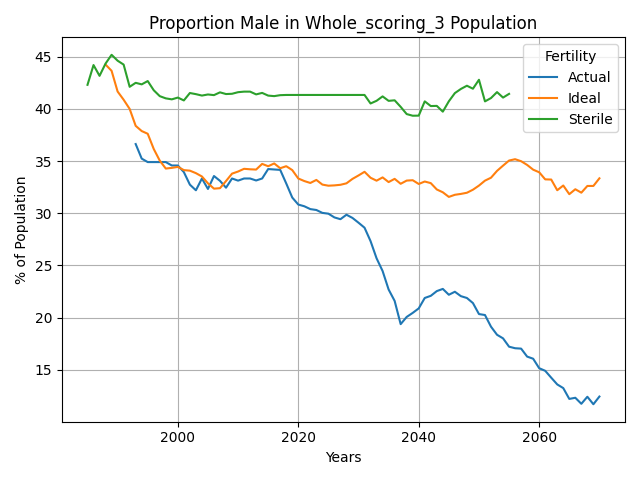 Proportion Male in Whole_scoring_3 Population
% of Population
45
40
35
30
25
20
15
2000
2020
2040
2060
Years
Fertility
Actual
Ideal
Sterile